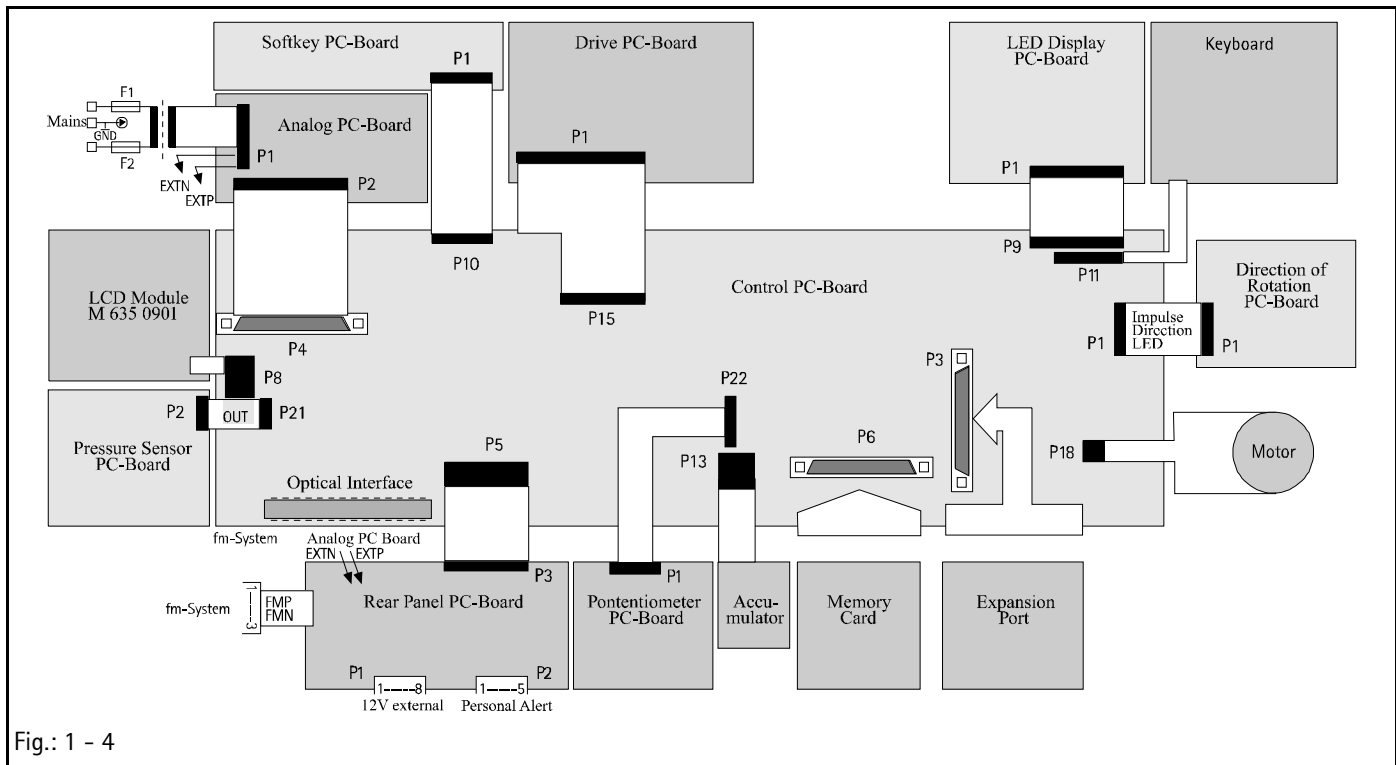 Softkey PC-Board
P1
Drive PC-Board
P1
LED Display
PC-Board
P1
Keyboard
F1
Mains
GND
F2
Analog PC-Board
P1
EXTN
EXTP
P2
P10
P15
P9
P11
Control PC-Board
LCD Module
M 635 0901
P4
P8
Direction of
Rotation
PC-Board
Impulse
Direction
LED
P1
P1
P3
P2
OUT
P21
Pressure Sensor
PC-Board
P22
P13
P6
P5
P18
Motor
Optical Interface
fm-System
Analog PC Board
EXTN EXTP
P3
Rear Panel PC-Board
fm-System
1----3
FMP
FMN
P1
Pontentiometer
PC-Board
Accu-
mulator
Memory
Card
Expansion
Port
P1
P2
1-----8
1----5
12V external
Personal Alert
Fig.: 1 - 4